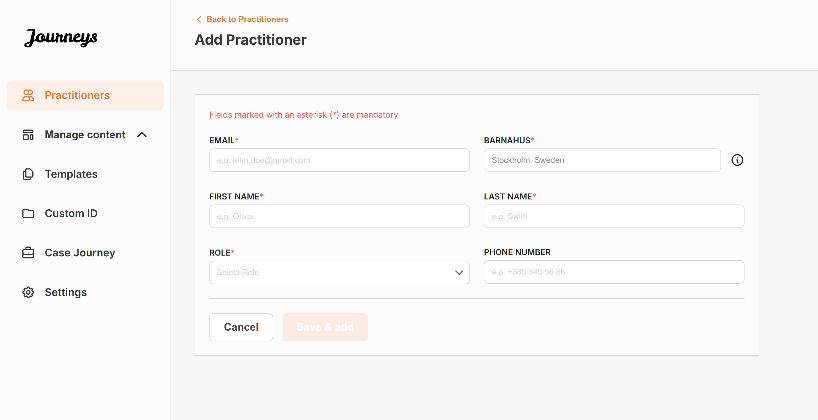 Journeys
Practitioners
Manage content
Templates
Custom ID
Case Journey
Settings
Back to Practitioners
Add Practitioner
Fields marked with an asterisk (*) are mandatory
EMAIL*
e.g. john.doe@gmail.com
BARNAHUS*
Stockholm, Sweden
FIRST NAME*
e.g. Olivia
LAST NAME*
e.g. Swith
ROLE*
Select Role
PHONE NUMBER
e.g. +385 345 56 86
Cancel
Save & add